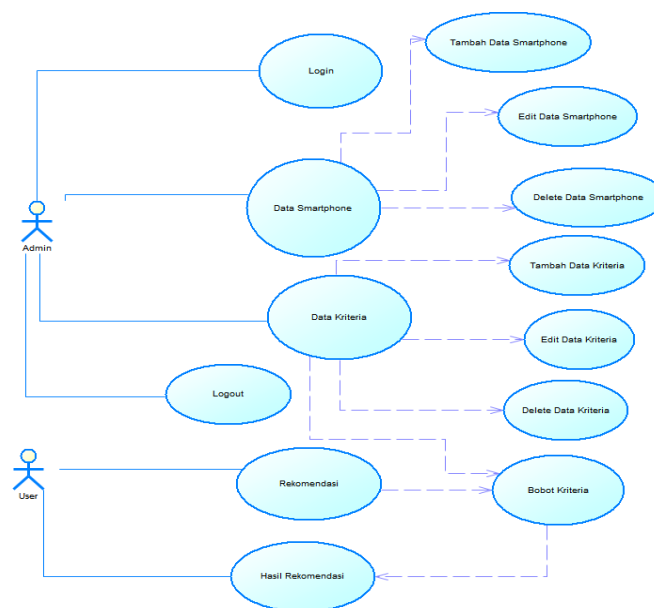 Tambah Data Smartphone
Login
Edit Data Smartphone
Data Smartphone
Delete Data Smartphone
Admin
Tambah Data Kriteria
Data Kriteria
Edit Data Kriteria
Logout
Delete Data Kriteria
Rekomendasi
Bobot Kriteria
User
Hasil Rekomendasi